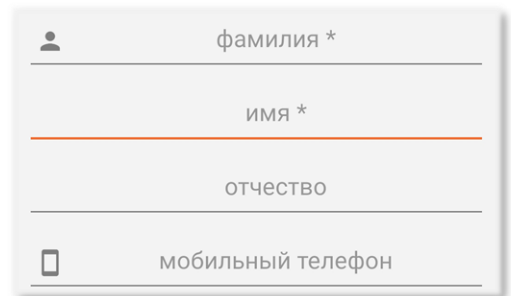 фамилия *
имя *
отчество
мобильный телефон